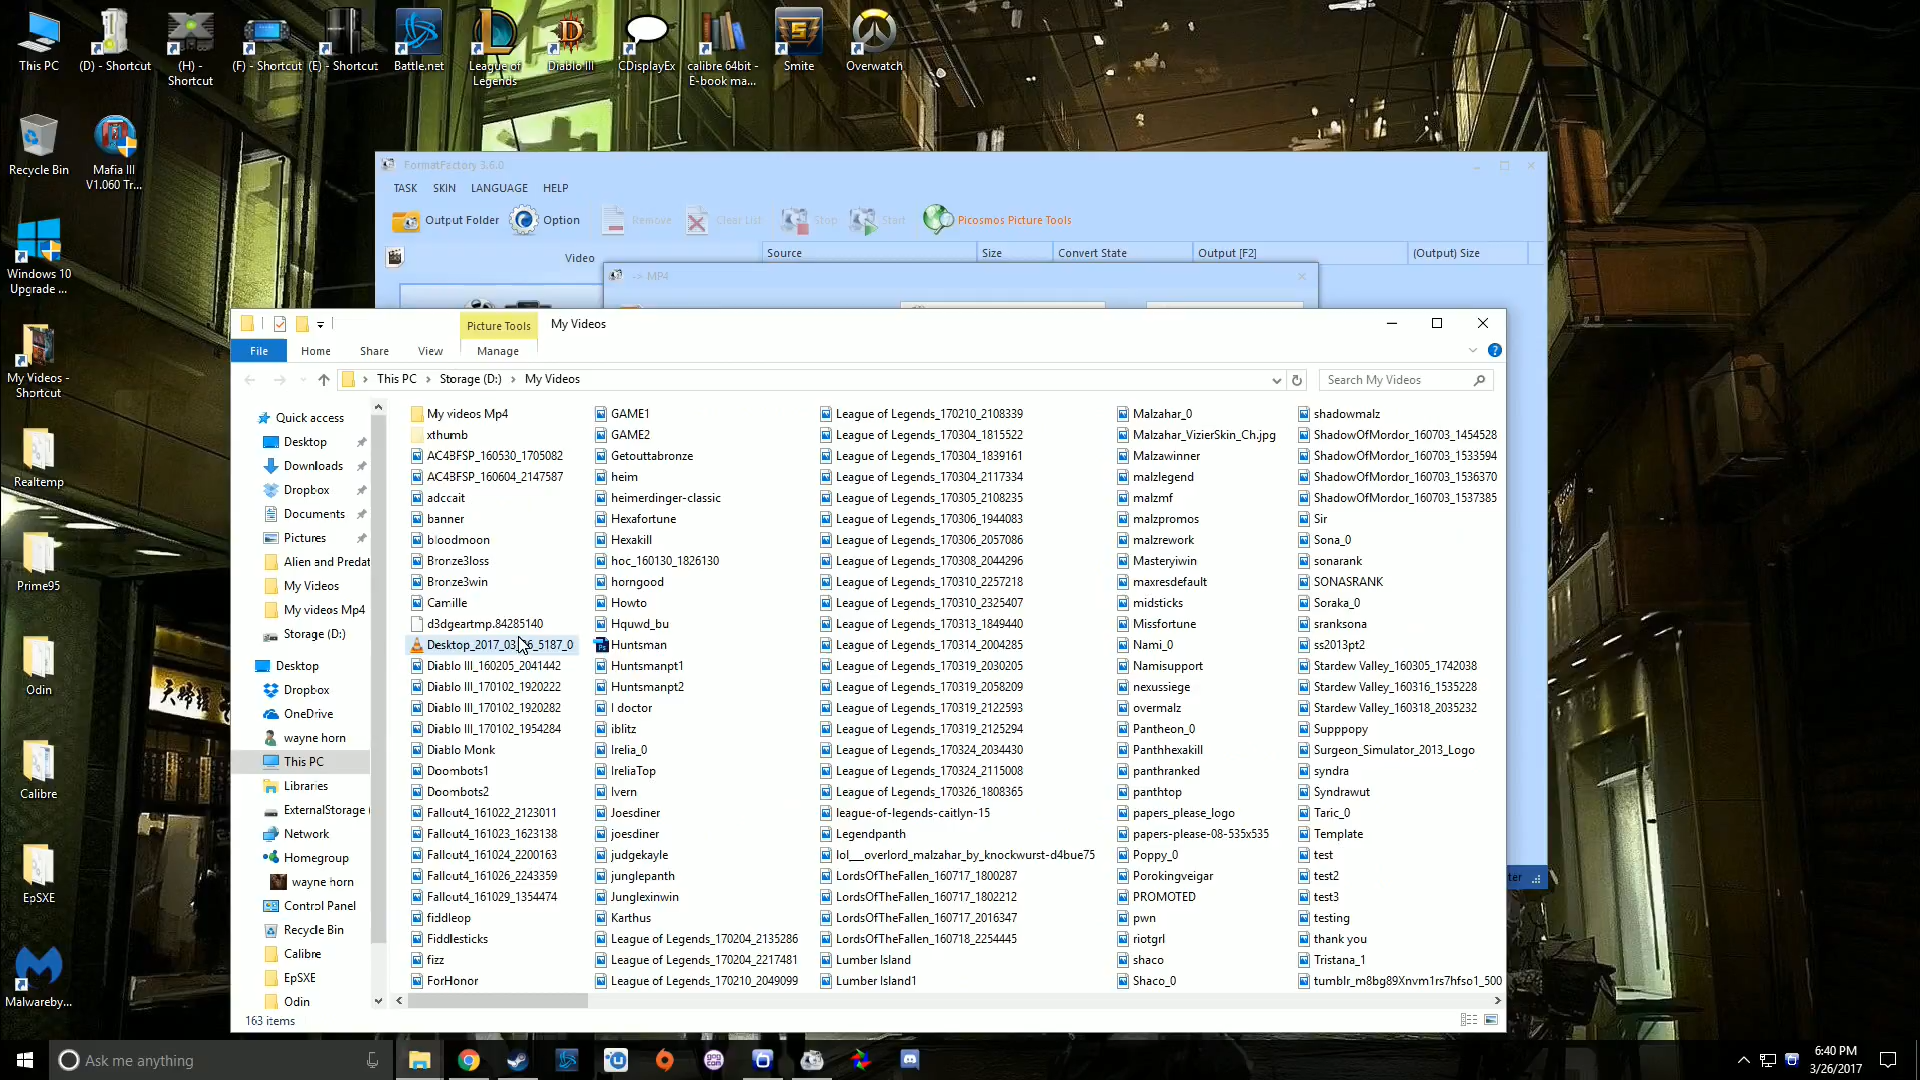 This PC
(D) - Shortcut
(H) -
Shortcut
(F) - Shortcut
(E) - Shortcut
Battle.net
League of
Legends
Diablo III
CDisplayEx
calibre 64bit -
E-book ma...
Smite
Overwatch
Recycle Bin
Mafia III
V1.060 Tr...
Windows 10
Upgrade ...
My Videos -
Shortcut
Realtemp
Prime95
Odin
Calibre
EpSXE
Malwareby...
FormatFactory 3.6.0
TASK SKIN LANGUAGE HELP
Output Folder Option Remove Clear List Stop Start Picosmos Picture Tools
Video Source Size Convert State Output [F2] (Output) Size
-> MP4
Picture Tools My Videos
File Home Share View Manage
This PC Storage (D:) My Videos
Search My Videos
Quick access
Desktop
Downloads
Dropbox
Documents
Pictures
Alien and Predat
My Videos
My videos Mp4
Storage (D:)
Desktop
Dropbox
OneDrive
wayne horn
This PC
Libraries
ExternalStorage (
Network
Homegroup
wayne horn
Control Panel
Recycle Bin
Calibre
EpSXE
Odin
My videos Mp4
xthumb
AC4BFSP_160530_1705082
AC4BFSP_160604_2147587
adccait
banner
bloodmoon
Bronze3loss
Bronze3win
Camille
d3dgeartmp.84285140
Diablo III_160205_2041442
Diablo III_170102_1920222
Diablo III_170102_1920282
Diablo III_170102_1954284
Diablo Monk
Doombots1
Doombots2
Fallout4_161022_2123011
Fallout4_161023_1623138
Fallout4_161024_2200163
Fallout4_161026_2243359
Fallout4_161029_1354474
fiddleop
Fiddlesticks
fizz
ForHonor
GAME1
GAME2
Getouttabronze
heim
heimerdinger-classic
Hexafortune
Hexakill
hoc_160130_1826130
horngood
Howto
Hquwd_bu
Huntsman
Huntsmanpt1
Huntsmanpt2
I doctor
iblitz
Irelia_0
IreliaTop
Ivern
Joesdiner
joesdiner
judgekayle
junglepanth
Junglexinwin
Karthus
League of Legends_170204_2135286
League of Legends_170204_2217481
League of Legends_170210_2049099
League of Legends_170210_2108339
League of Legends_170304_1815522
League of Legends_170304_1839161
League of Legends_170304_2117334
League of Legends_170305_2108235
League of Legends_170306_1944083
League of Legends_170306_2057086
League of Legends_170308_2044296
League of Legends_170310_2257218
League of Legends_170310_2325407
League of Legends_170313_1849440
League of Legends_170314_2004285
League of Legends_170319_2030205
League of Legends_170319_2058209
League of Legends_170319_2122593
League of Legends_170319_2125294
League of Legends_170324_2034430
League of Legends_170324_2115008
League of Legends_170326_1808365
league-of-legends-caitlyn-15
Legendpanth
lol__overlord_malzahar_by_knockwurst-d4bue75
LordsOfTheFallen_160717_1800287
LordsOfTheFallen_160717_1802212
LordsOfTheFallen_160717_2016347
LordsOfTheFallen_160718_2254445
Lumber Island
Lumber Island1
Malzahar_0
Malzahar_VizierSkin_Ch.jpg
Malzawinner
malzlegend
malzmf
malzpromos
malzrework
Masteryiwin
maxresdefault
midsticks
Missfortune
Nami_0
Namisupport
nexussiege
overmalz
Pantheon_0
Panthhexakill
panthranked
panthtop
papers_please_logo
papers-please-08-535x535
Poppy_0
Porokingveigar
PROMOTED
pwn
riotgrl
shaco
Shaco_0
shadowmalz
ShadowOfMordor_160703_1454528
ShadowOfMordor_160703_1533594
ShadowOfMordor_160703_1536370
ShadowOfMordor_160703_1537385
Sir
Sona_0
sonarank
SONASRANK
Soraka_0
sranksona
ss2013pt2
Stardew Valley_160305_1742038
Stardew Valley_160316_1535228
Stardew Valley_160318_2035232
Supppopy
Surgeon_Simulator_2013_Logo
syndra
Syndrawut
Taric_0
Template
test
test2
test3
testing
thank you
Tristana_1
tumblr_m8bg89Xnvm1rs7hfso1_500
163 items
Ask me anything
6:40 PM
3/26/2017